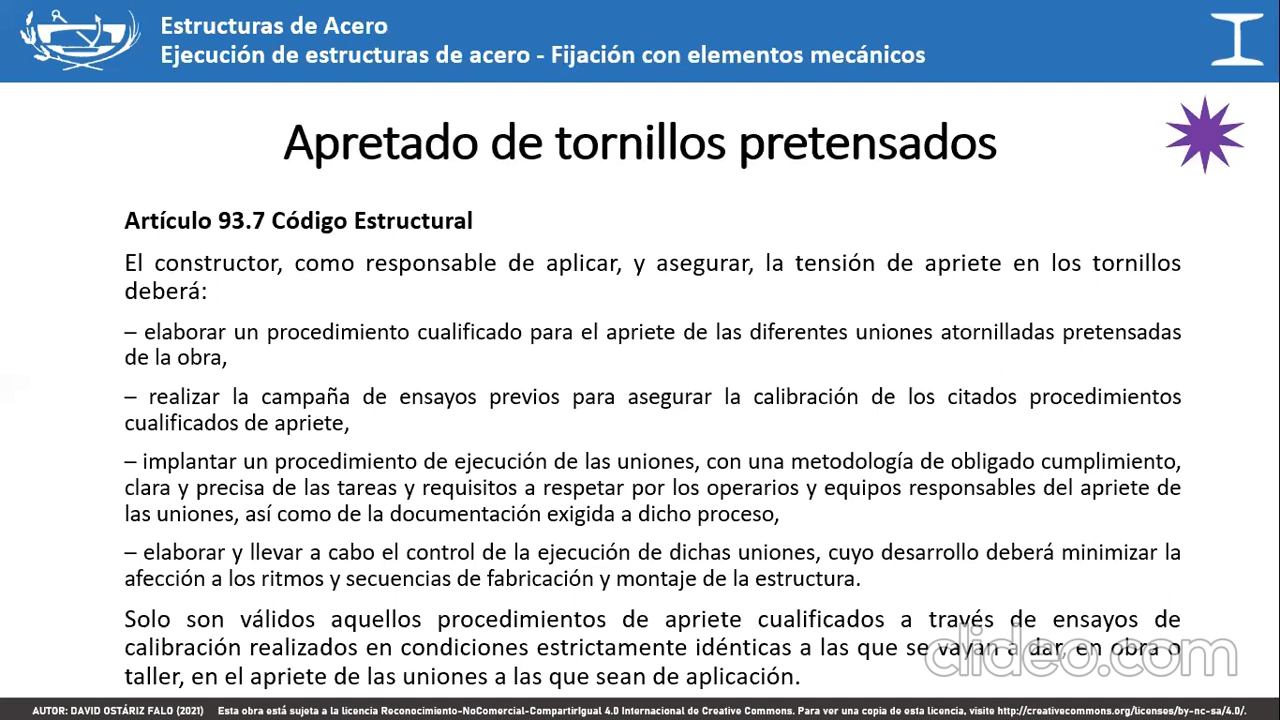 Estructuras de Acero
Ejecución de estructuras de acero - Fijación con elementos mecánicos
Apretado de tornillos pretensados
Artículo 93.7 Código Estructural
El constructor, como responsable de aplicar, y asegurar, la tensión de apriete en los tornillos
deberá:
– elaborar un procedimiento cualificado para el apriete de las diferentes uniones atornilladas pretensadas
de la obra,
– realizar la campaña de ensayos previos para asegurar la calibración de los citados procedimientos
cualificados de apriete,
– implantar un procedimiento de ejecución de las uniones, con una metodología de obligado cumplimiento,
clara y precisa de las tareas y requisitos a respetar por los operarios y equipos responsables del apriete de
las uniones, así como de la documentación exigida a dicho proceso,
– elaborar y llevar a cabo el control de la ejecución de dichas uniones, cuyo desarrollo deberá minimizar la
afección a los ritmos y secuencias de fabricación y montaje de la estructura.
Solo son válidos aquellos procedimientos de apriete cualificados a través de ensayos de
calibración realizados en condiciones estrictamente idénticas a las que se vayan a dar, en obra o
taller, en el apriete de las uniones a las que sean de aplicación.
clideo.com
AUTOR: DAVID OSTÁRIZ FALO (2021) Esta obra está sujeta a la licencia Reconocimiento-NoComercial-CompartirIgual 4.0 Internacional de Creative Commons. Para ver una copia de esta licencia, visite http://creativecommons.org/licenses/by-nc-sa/4.0/.